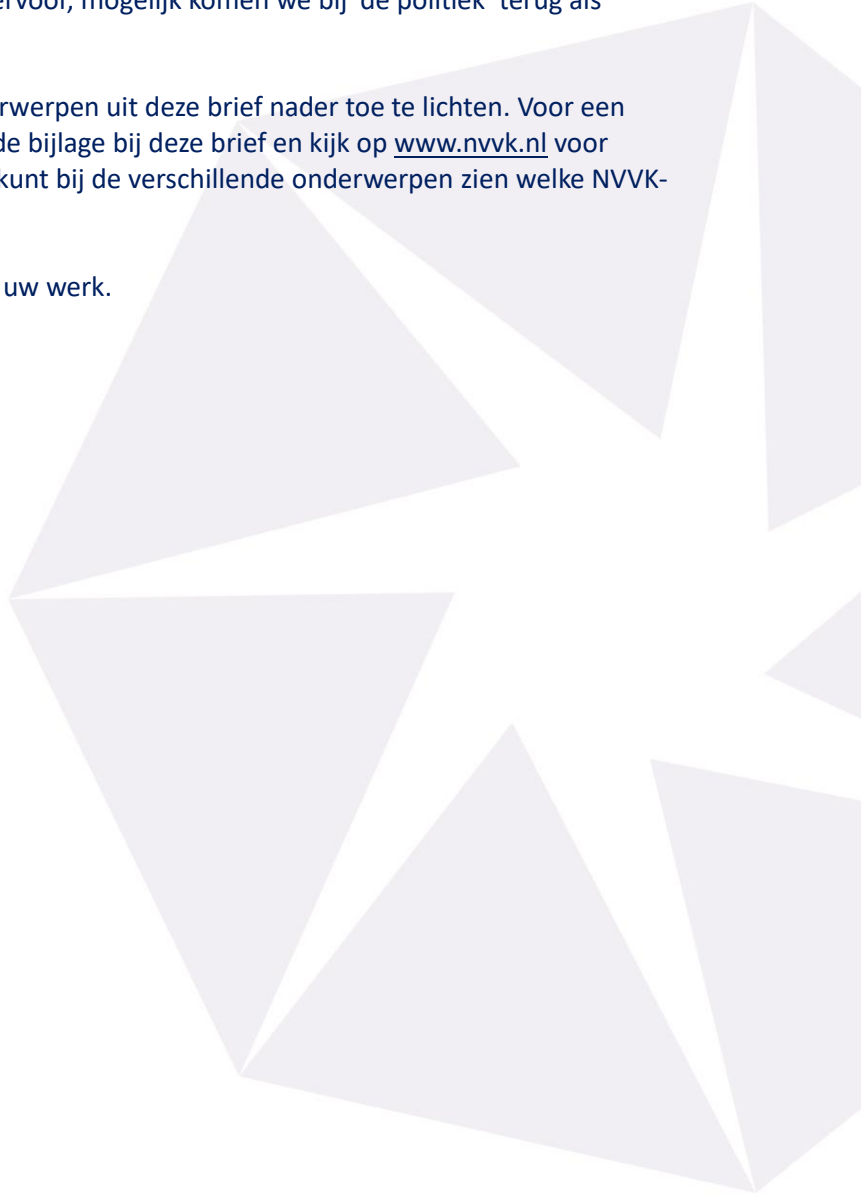 ervoor, mogelijk komen we bij 'de politiek' terug als
rwerpen uit deze brief nader toe te lichten. Voor een
de bijlage bij deze brief en kijk op www.nvvk.nl voor
kunt bij de verschillende onderwerpen zien welke NVVK-
uw werk.